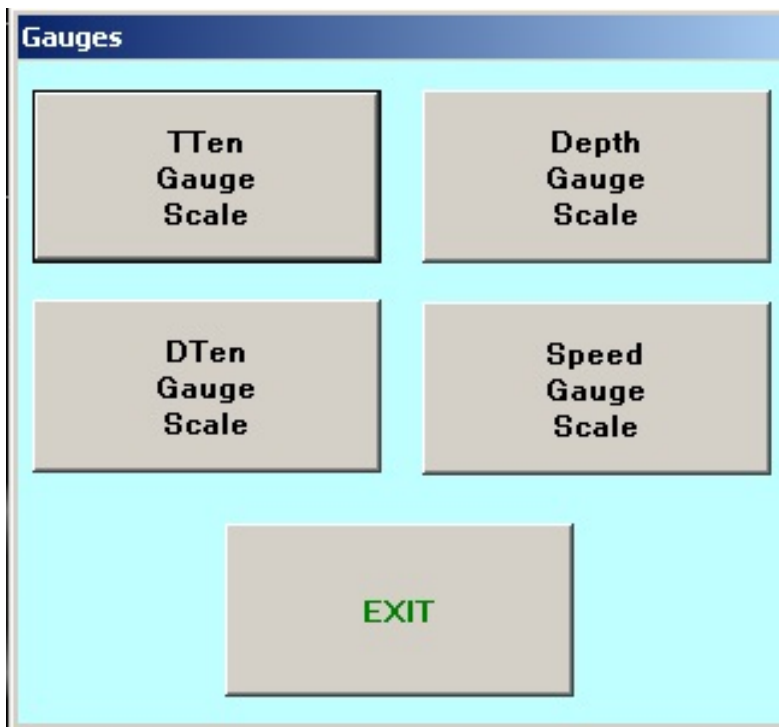 Gauges
TTen
Gauge
Scale
Depth
Gauge
Scale
DTen
Gauge
Scale
Speed
Gauge
Scale
EXIT